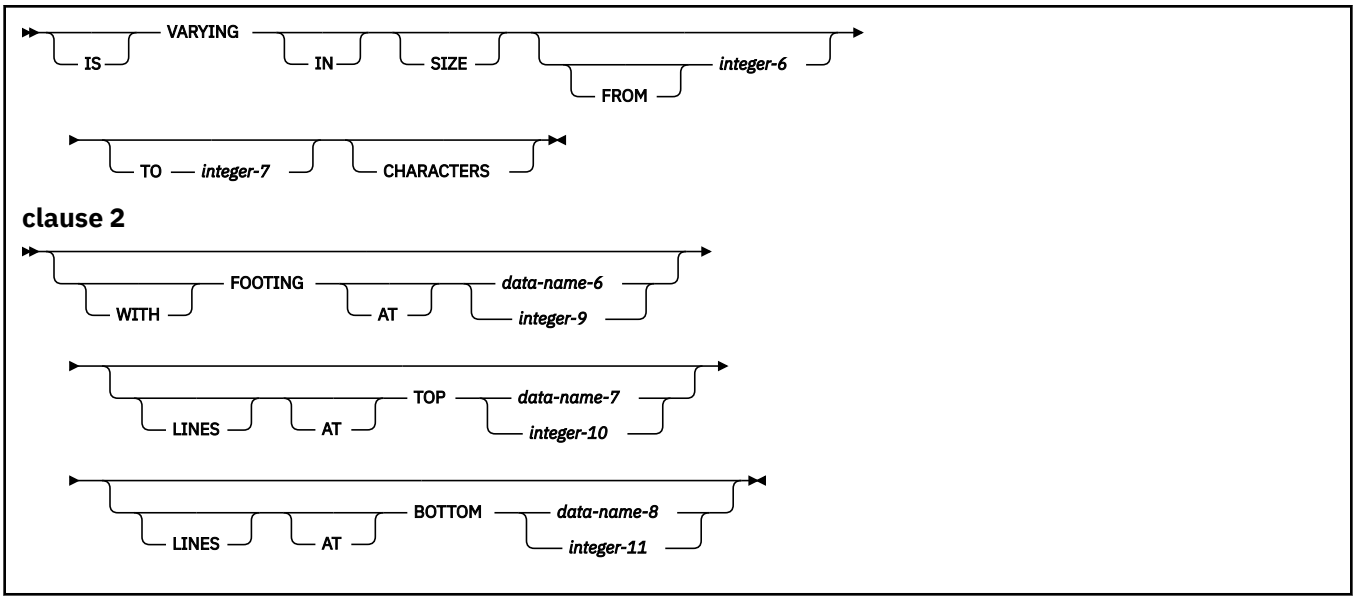 VARYING
IS IN SIZE integer-6
FROM
TO integer-7 CHARACTERS
clause 2
FOOTING data-name-6
WITH AT integer-9
TOP data-name-7
LINES AT integer-10
BOTTOM data-name-8
LINES AT integer-11